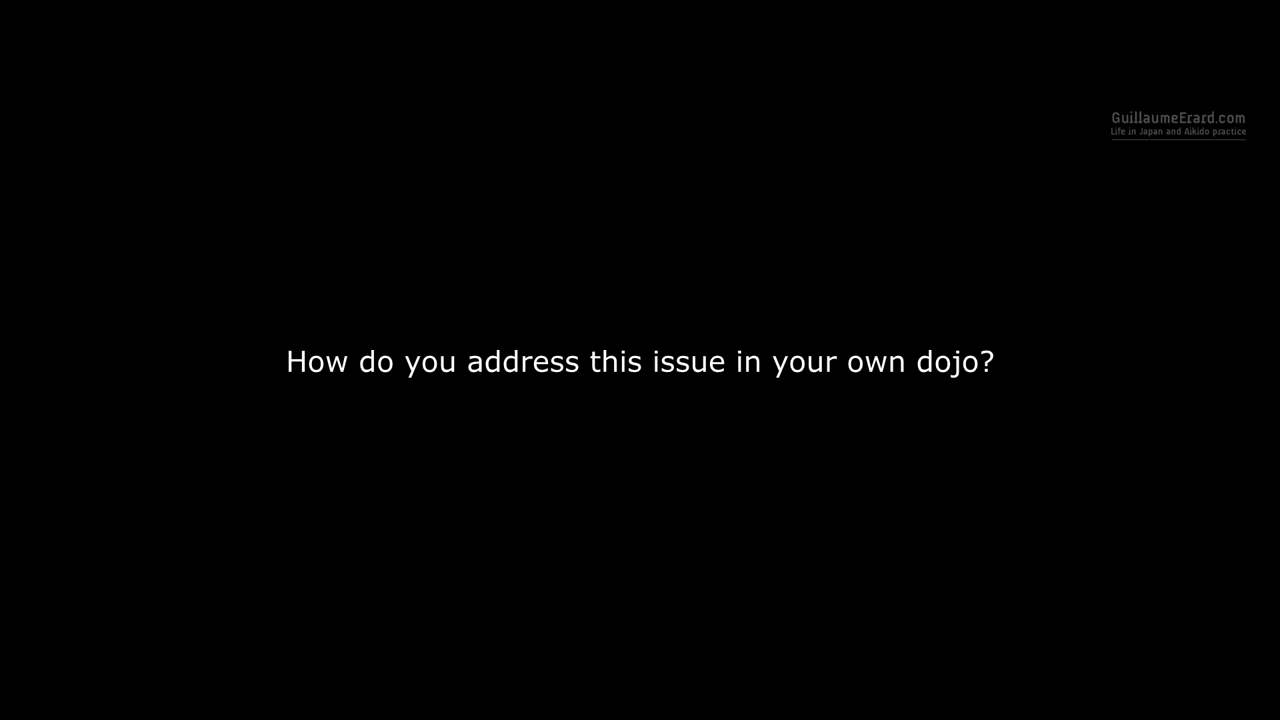 GuillaumeErard.com
Life in Japan and Aikido practice
How do you address this issue in your own dojo?